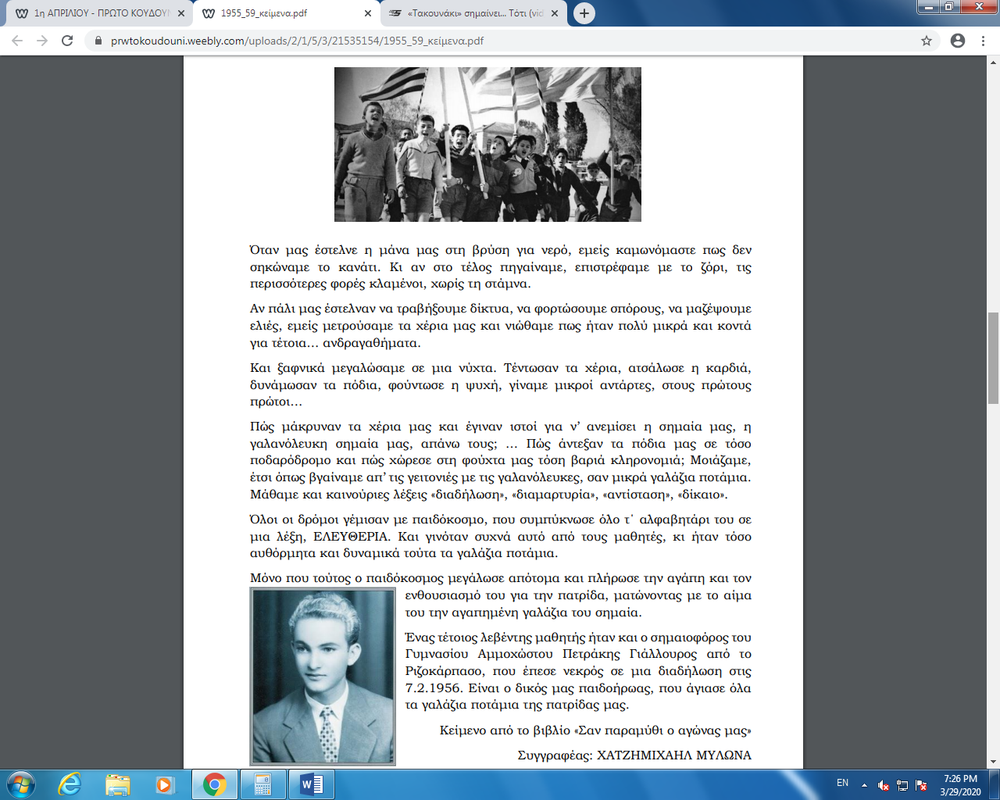 1η ΑΠΡΙΛΙΟΥ - ΠΡΩΤΟ ΚΟΥΔΟΥΝ
1955_59_κείμενα.pdf
«Τακουνάκι» σημαίνει... Τότι (vid
prwtokoudouni.weebly.com/uploads/2/1/5/3/21535154/1955_59_κείμενα.pdf
Όταν μας έστελνε η μάνα μας στη βρύση για νερό, εμείς καμωνόμαστε πως δεν
σηκώναμε το κανάτι. Κι αν στο τέλος πηγαίναμε, επιστρέφαμε με το ζόρι, τις
περισσότερες φορές κλαμένοι, χωρίς τη στάμνα.
Αν πάλι μας έστελναν να τραβήξουμε δίκτυα, να φορτώσουμε σπόρους, να μαζέψουμε
ελιές, εμείς μετρούσαμε τα χέρια μας και νιώθαμε πως ήταν πολύ μικρά και κοντά
για τέτοια... ανδραγαθήματα.
Και ξαφνικά μεγαλώσαμε σε μια νύχτα. Τέντωσαν τα χέρια, ατσάλωσε η καρδιά,
δυνάμωσαν τα πόδια, φούντωσε η ψυχή, γίναμε μικροί αντάρτες, στους πρώτους
πρώτοι...
Πώς μάκρυναν τα χέρια μας και έγιναν ιστοί για ν’ ανεμίσει η σημαία μας, η
γαλανόλευκη σημαία μας, απάνω τους; ... Πώς άντεξαν τα πόδια μας σε τόσο
ποδαρόδρομο και πώς χώρεσε στη φούχτα μας τόση βαριά κληρονομιά; Μοιάζαμε,
έτσι όπως βγαίναμε απ’ τις γειτονιές με τις γαλανόλευκες, σαν μικρά γαλάζια ποτάμια.
Μάθαμε και καινούριες λέξεις «διαδήλωση», «διαμαρτυρία», «αντίσταση», «δίκαιο».
Όλοι οι δρόμοι γέμισαν με παιδόκοσμο, που συμπύκνωσε όλο τ᾽ αλφαβητάρι του σε
μια λέξη, ΕΛΕΥΘΕΡΙΑ. Και γινόταν συχνά αυτό από τους μαθητές, κι ήταν τόσο
αυθόρμητα και δυναμικά τούτα τα γαλάζια ποτάμια.
Μόνο που τούτος ο παιδόκοσμος μεγάλωσε απότομα και πλήρωσε την αγάπη και τον
ενθουσιασμό του για την πατρίδα, ματώνοντας με το αίμα
του την αγαπημένη γαλάζια του σημαία.
Ένας τέτοιος λεβέντης μαθητής ήταν και ο σημαιοφόρος του
Γυμνασίου Αμμοχώστου Πετράκης Γιάλλουρος από το
Ριζοκάρπασο, που έπεσε νεκρός σε μια διαδήλωση στις
7.2.1956. Είναι ο δικός μας παιδοήρωας, που άγιασε όλα
τα γαλάζια ποτάμια της πατρίδας μας.
Κείμενο από το βιβλίο «Σαν παραμύθι ο αγώνας μας»
Συγγραφέας: ΧΑΤΖΗΜΙΧΑΗΛ ΜΥΛΩΝΑ
EN
7:26 PM
3/29/2020